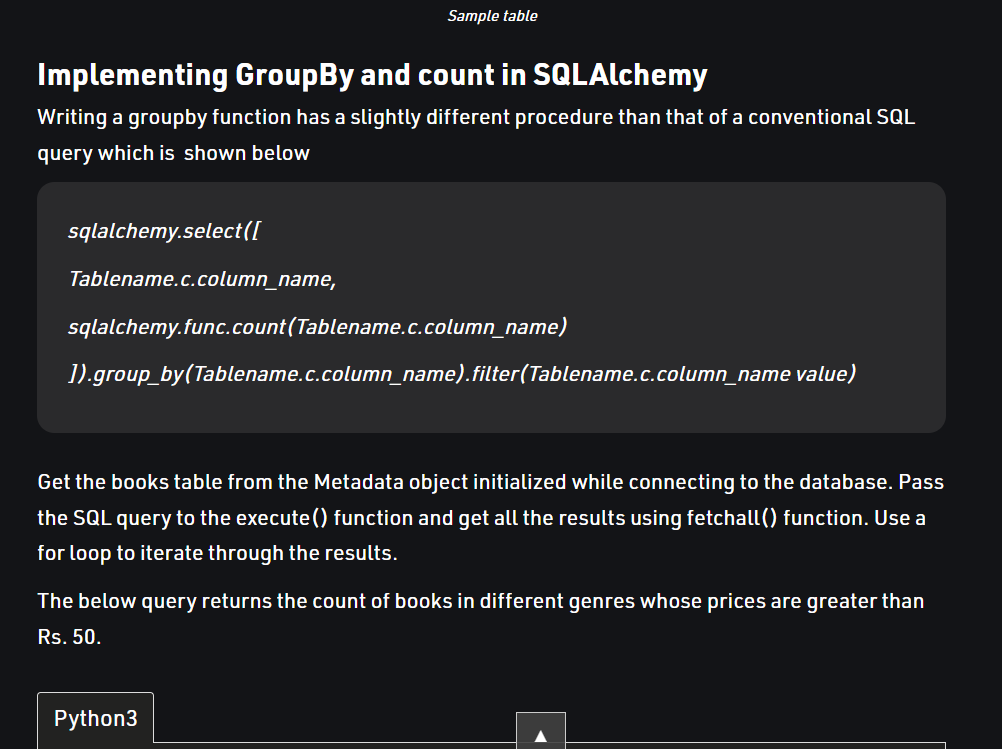 Sample table
Implementing GroupBy and count in SQLAlchemy
Writing a groupby function has a slightly different procedure than that of a conventional SQL
query which is  shown below
sqlalchemy.select([
Tablename.c.column_name,
sqlalchemy.func.count(Tablename.c.column_name)
]).group_by(Tablename.c.column_name).filter(Tablename.c.column_name value)
Get the books table from the Metadata object initialized while connecting to the database. Pass
the SQL query to the execute() function and get all the results using fetchall() function. Use a
for loop to iterate through the results.
The below query returns the count of books in different genres whose prices are greater than
Rs. 50.
Python3
▲